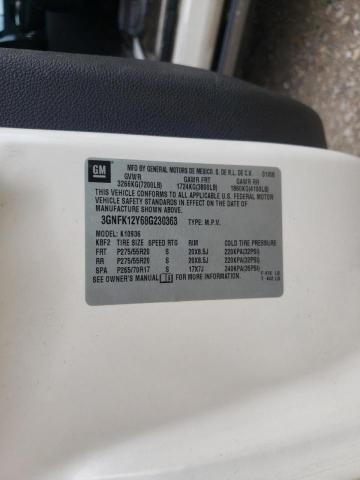 GM
MFD BY GENERAL MOTORS DE MEXICO, S. DE R.L. DE C.V. 01/08
GVWR GAWR FRT GAWR RR
3266KG(7200LB) 1724KG(3800LB) 1860KG(4100LB)
THIS VEHICLE CONFORMS TO ALL APPLICABLE U.S. FEDERAL MOTOR
VEHICLE SAFETY STANDARDS IN EFFECT ON THE DATE OF
MANUFACTURE SHOWN ABOVE.
3GNFK12Y68G230363 TYPE: M.P.V.
MODEL: K10936
KBF2 TIRE SIZE SPEED RTG RIM COLD TIRE PRESSURE
FRT P275/55R20 S 20X8.5J 220KPA(32PSI)
RR P275/55R20 S 20X8.5J 220KPA(32PSI)
SPA P265/70R17 S 17X7J 240KPA(35PSI)
SEE OWNER'S MANUAL FOR MORE INFORMATION.